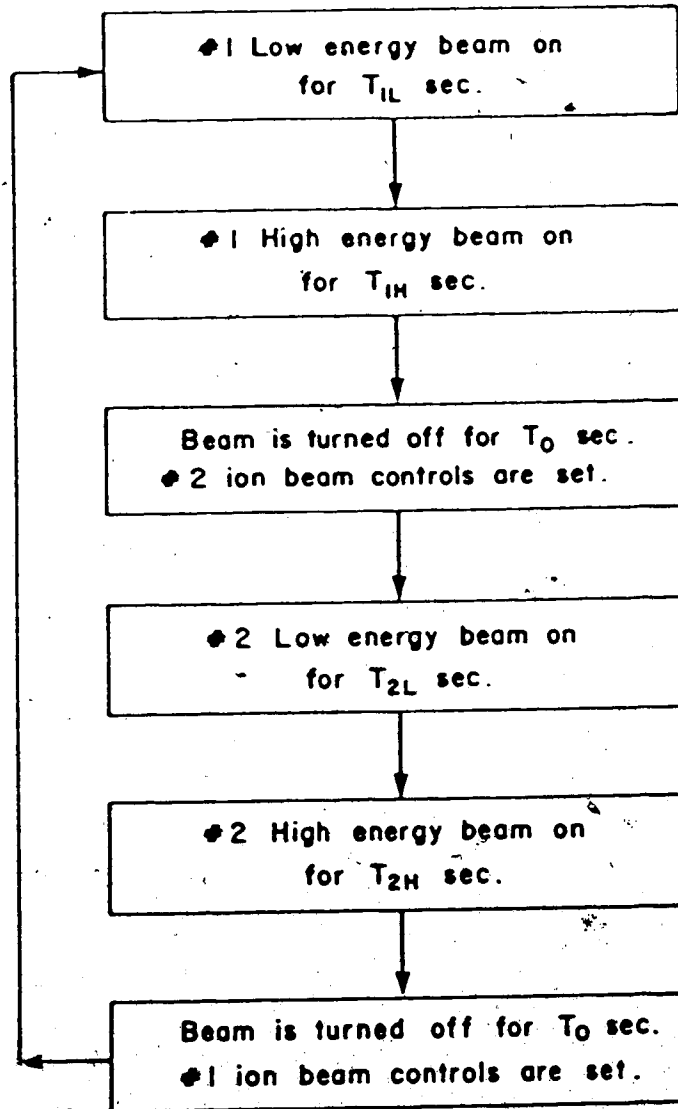 #1 Low energy beam on
for T1L sec.
#1 High energy beam on
for T1H sec.
Beam is turned off for TO sec.
#2 ion beam controls are set.
#2 Low energy beam on
for T2L sec.
#2 High energy beam on
for T2H sec.
Beam is turned off for TO sec.
#1 ion beam controls are set.